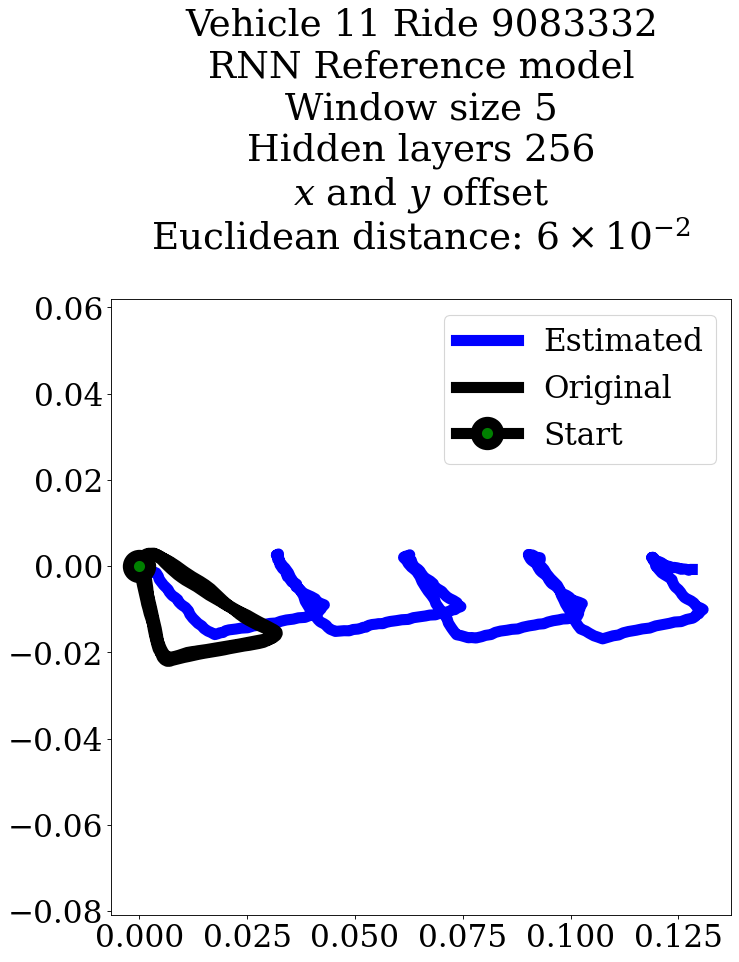 Vehicle 11 Ride 9083332
RNN Reference model
Window size 5
Hidden layers 256
x and y offset
Euclidean distance: 6 × 10⁻²
0.06
0.04
0.02
0.00
−0.02
−0.04
−0.06
−0.08
Estimated
Original
Start
0.000 0.025 0.050 0.075 0.100 0.125